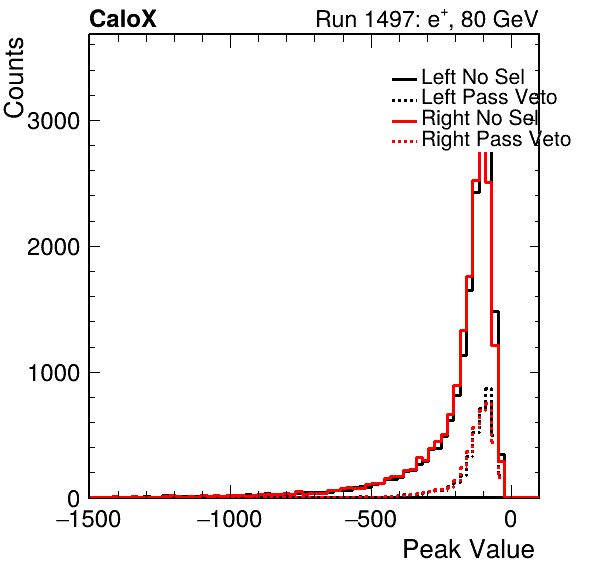 CaloX Run 1497: e⁺, 80 GeV
Counts
Left No Sel
Left Pass Veto
Right No Sel
Right Pass Veto
3000
2000
1000
0
−1500 −1000 −500 0
Peak Value